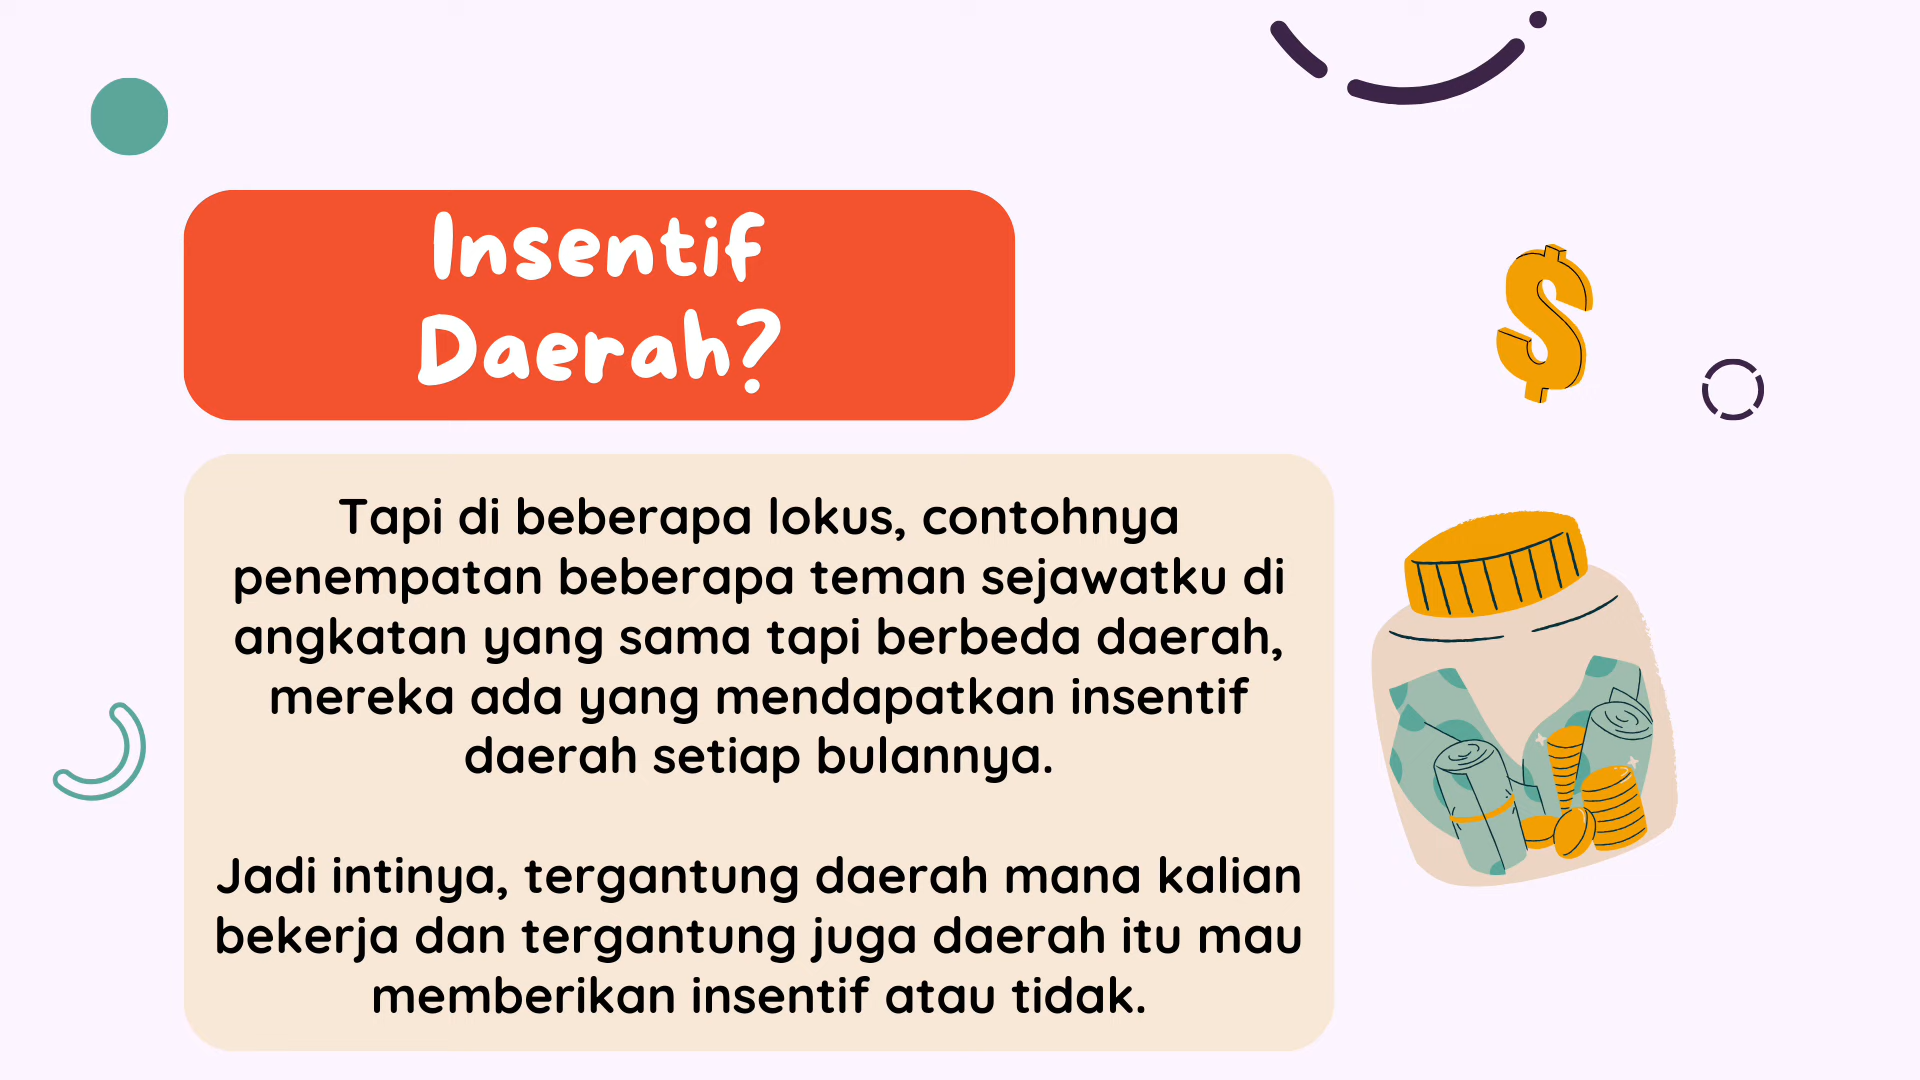 Insentif
Daerah?
Tapi di beberapa lokus, contohnya
penempatan beberapa teman sejawatku di
angkatan yang sama tapi berbeda daerah,
mereka ada yang mendapatkan insentif
daerah setiap bulannya.
Jadi intinya, tergantung daerah mana kalian
bekerja dan tergantung juga daerah itu mau
memberikan insentif atau tidak.